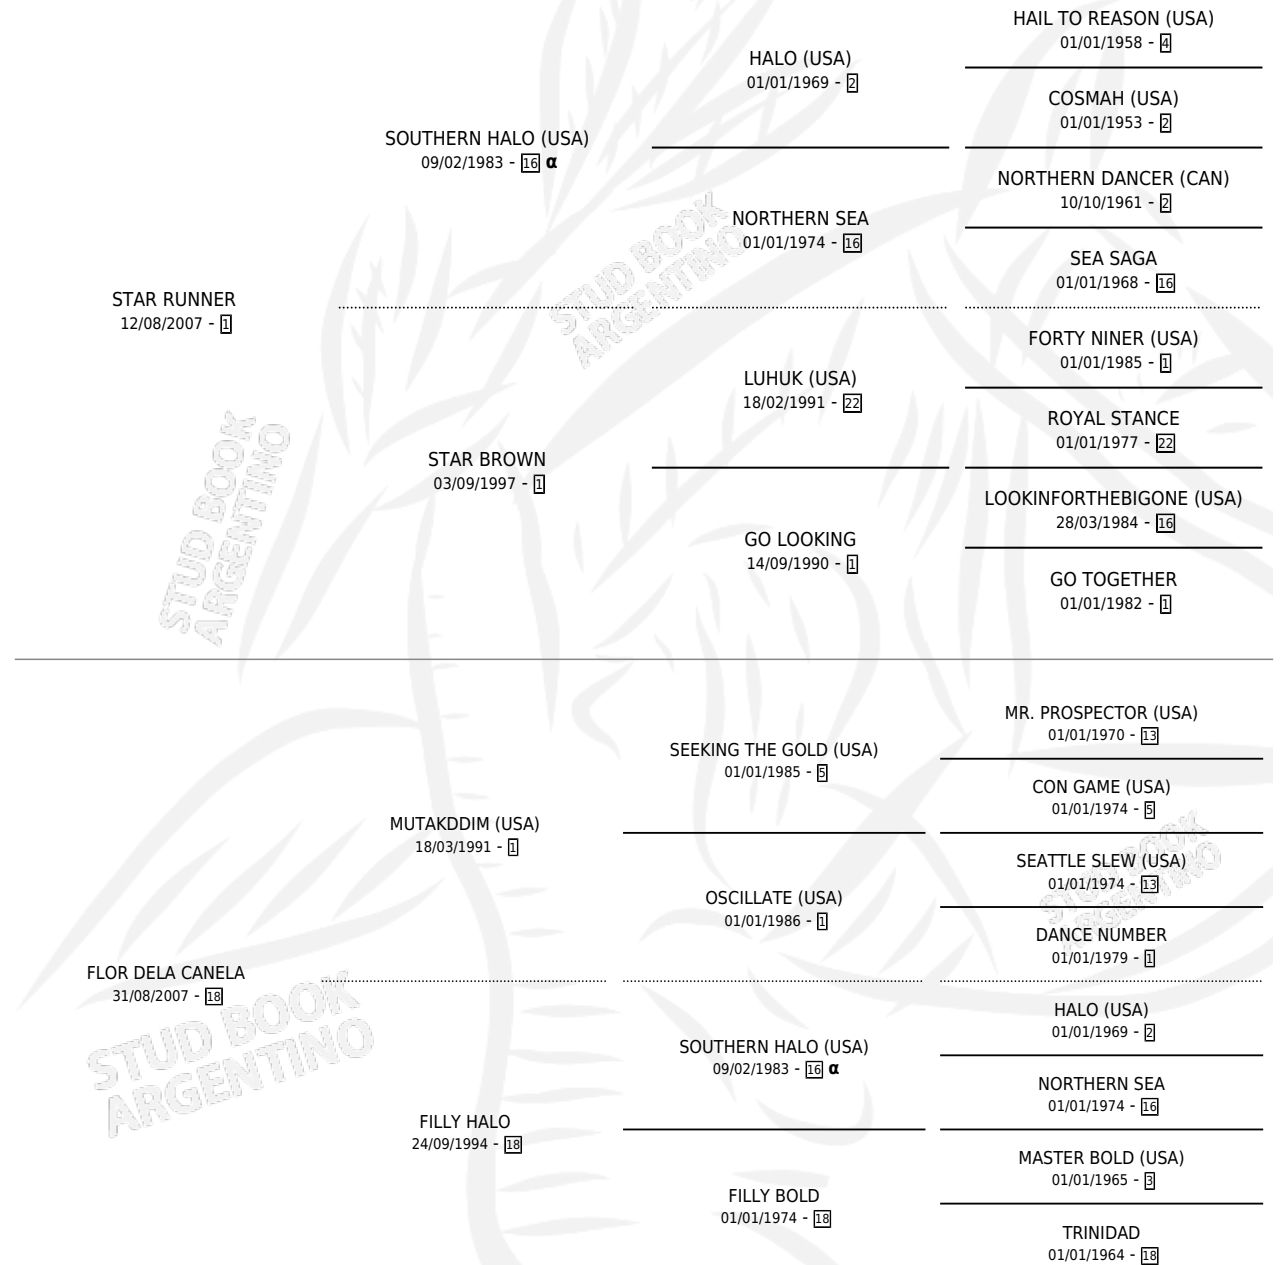 HAIL TO REASON (USA)
01/01/1958 - 4
HALO (USA)
01/01/1969 - 2
COSMAH (USA)
01/01/1953 - 2
SOUTHERN HALO (USA)
09/02/1983 - 16 α
NORTHERN DANCER (CAN)
10/10/1961 - 2
NORTHERN SEA
01/01/1974 - 16
SEA SAGA
01/01/1968 - 16
STAR RUNNER
12/08/2007 - 1
FORTY NINER (USA)
01/01/1985 - 1
LUHUK (USA)
18/02/1991 - 22
ROYAL STANCE
01/01/1977 - 22
STAR BROWN
03/09/1997 - 1
LOOKINFORTHEBIGONE (USA)
28/03/1984 - 16
GO LOOKING
14/09/1990 - 1
GO TOGETHER
01/01/1982 - 1
MR. PROSPECTOR (USA)
01/01/1970 - 13
SEEKING THE GOLD (USA)
01/01/1985 - 5
CON GAME (USA)
01/01/1974 - 5
MUTAKDDIM (USA)
18/03/1991 - 1
SEATTLE SLEW (USA)
01/01/1974 - 13
OSCILLATE (USA)
01/01/1986 - 1
DANCE NUMBER
01/01/1979 - 1
FLOR DELA CANELA
31/08/2007 - 18
HALO (USA)
01/01/1969 - 2
SOUTHERN HALO (USA)
09/02/1983 - 16 α
NORTHERN SEA
01/01/1974 - 16
FILLY HALO
24/09/1994 - 18
MASTER BOLD (USA)
01/01/1965 - 3
FILLY BOLD
01/01/1974 - 18
TRINIDAD
01/01/1964 - 18
STUD BOOK
ARGENTINO
STUD BOOK
ARGENTINO
STUD BOOK
ARGENTINO
STUD BOOK
ARGENTINO